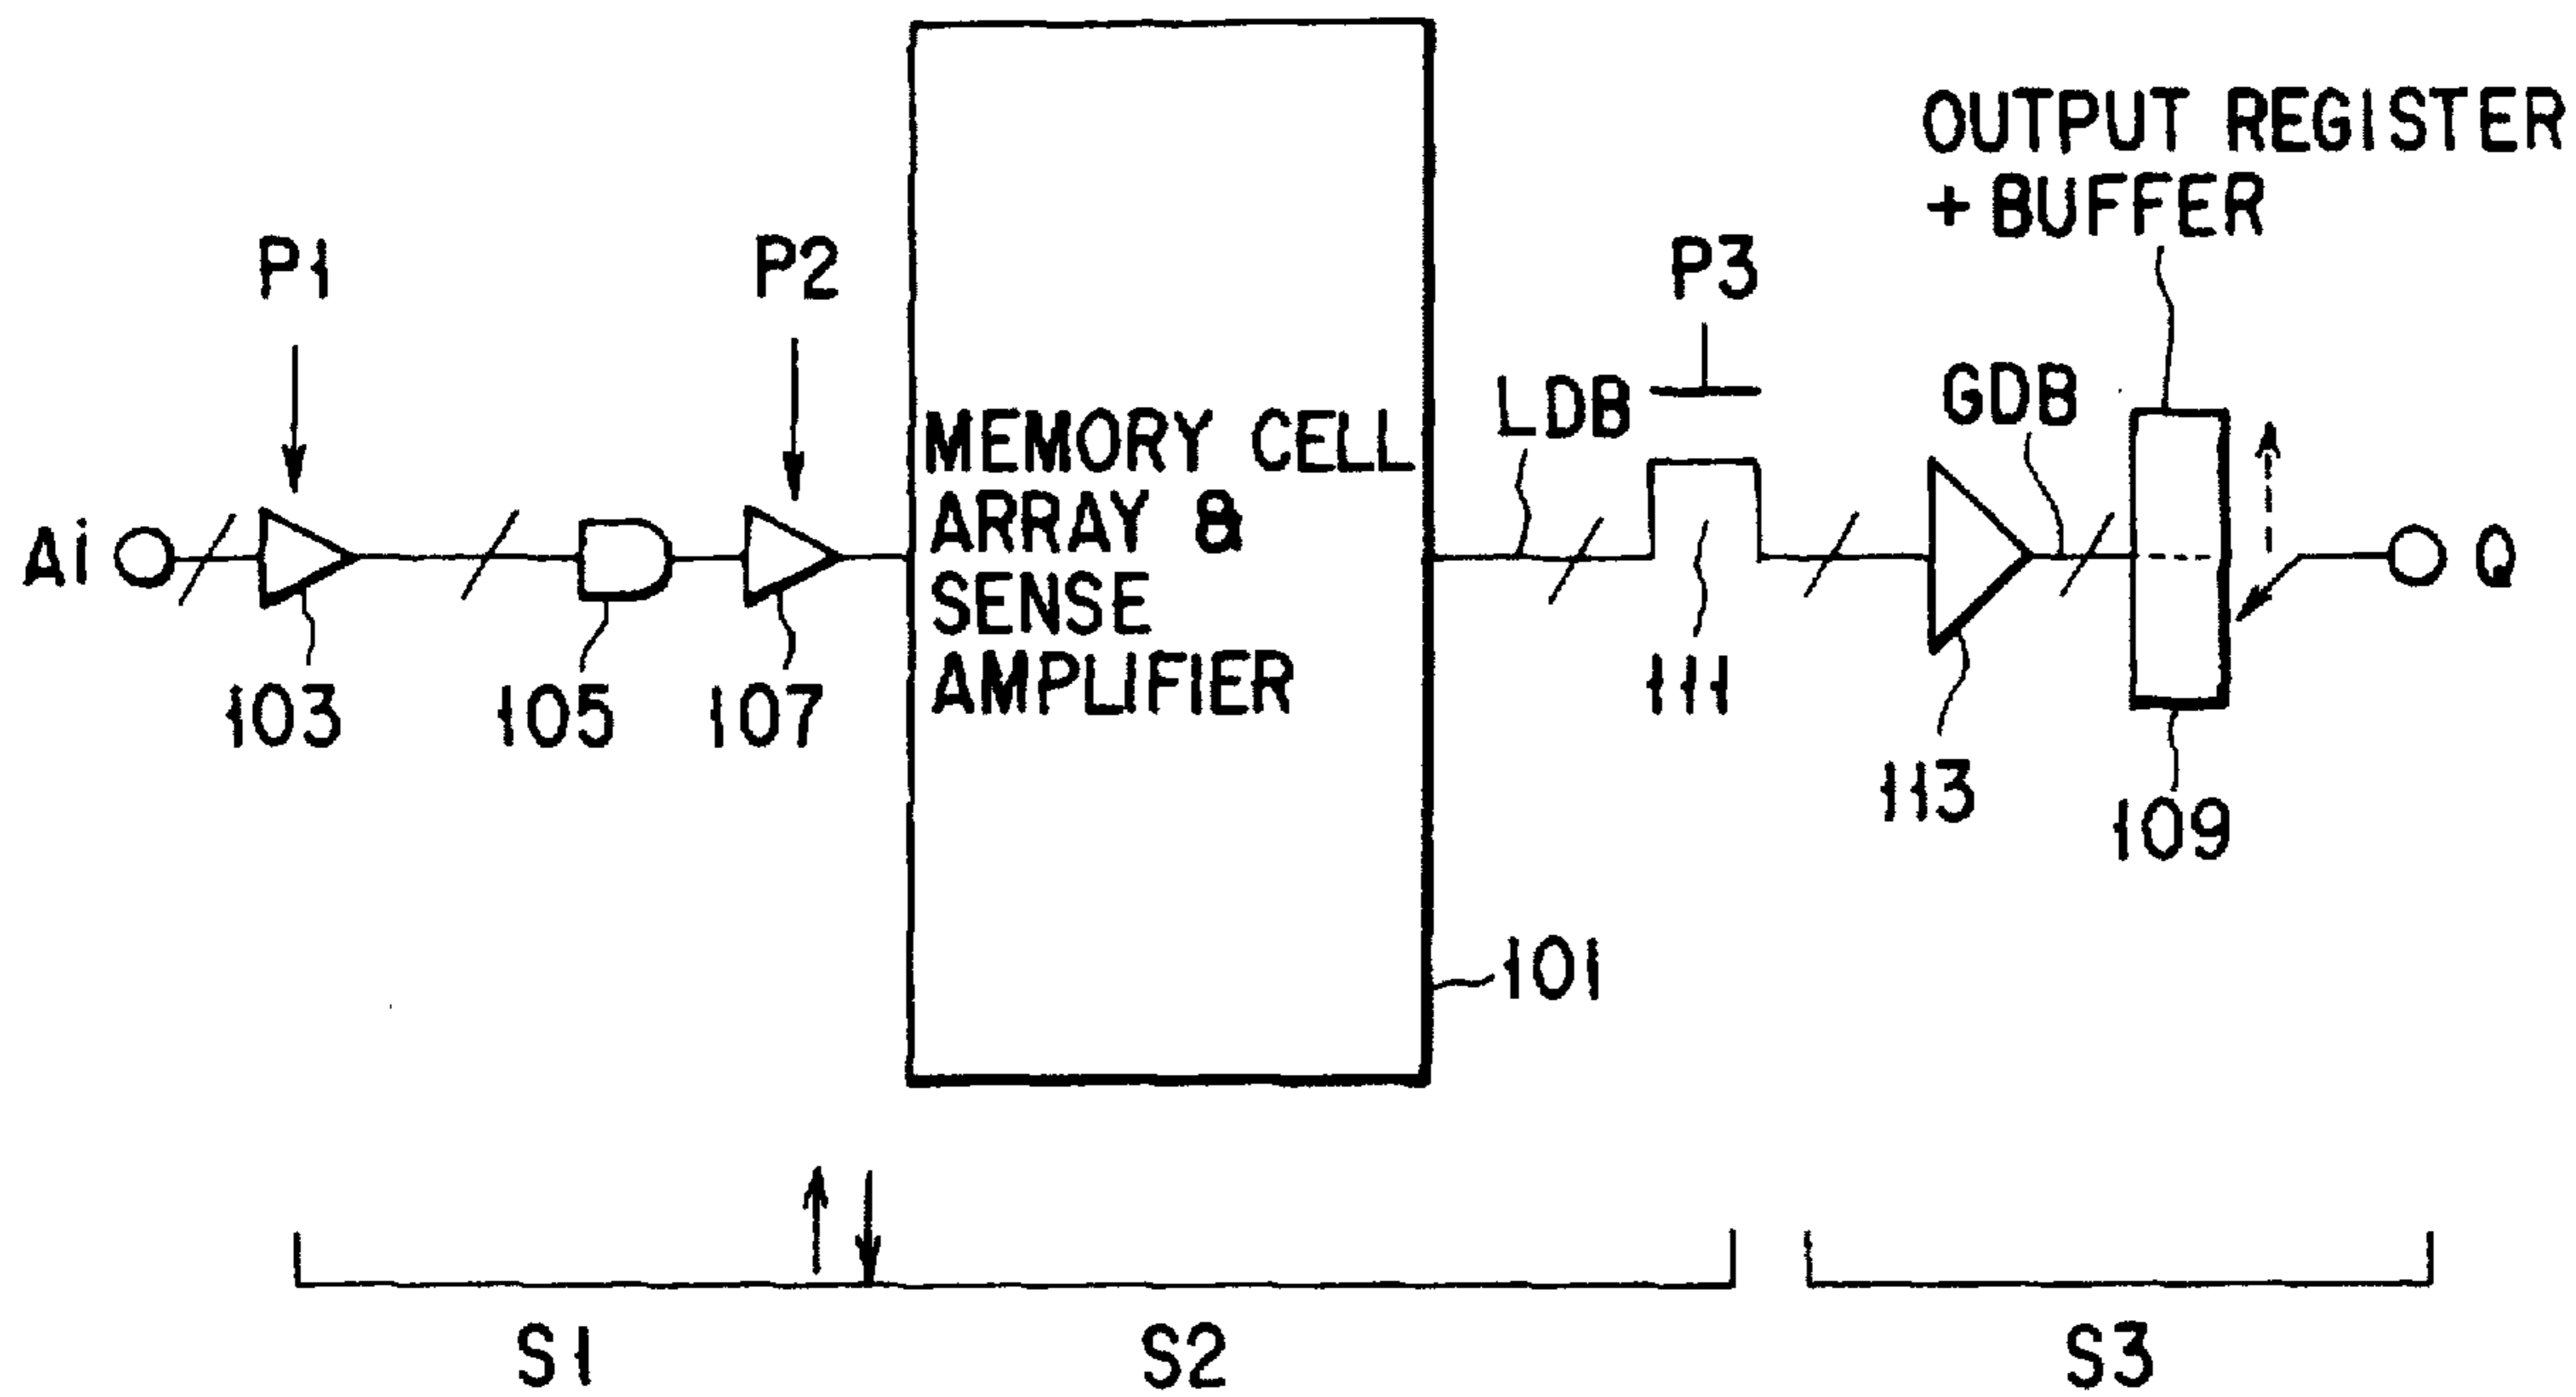 OUTPUT REGISTER
+ BUFFER
P1
P2
P3
LDB
GDB
MEMORY CELL
ARRAY &
SENSE
AMPLIFIER
Ai
Q
103
105
107
111
113
109
101
S1
S2
S3